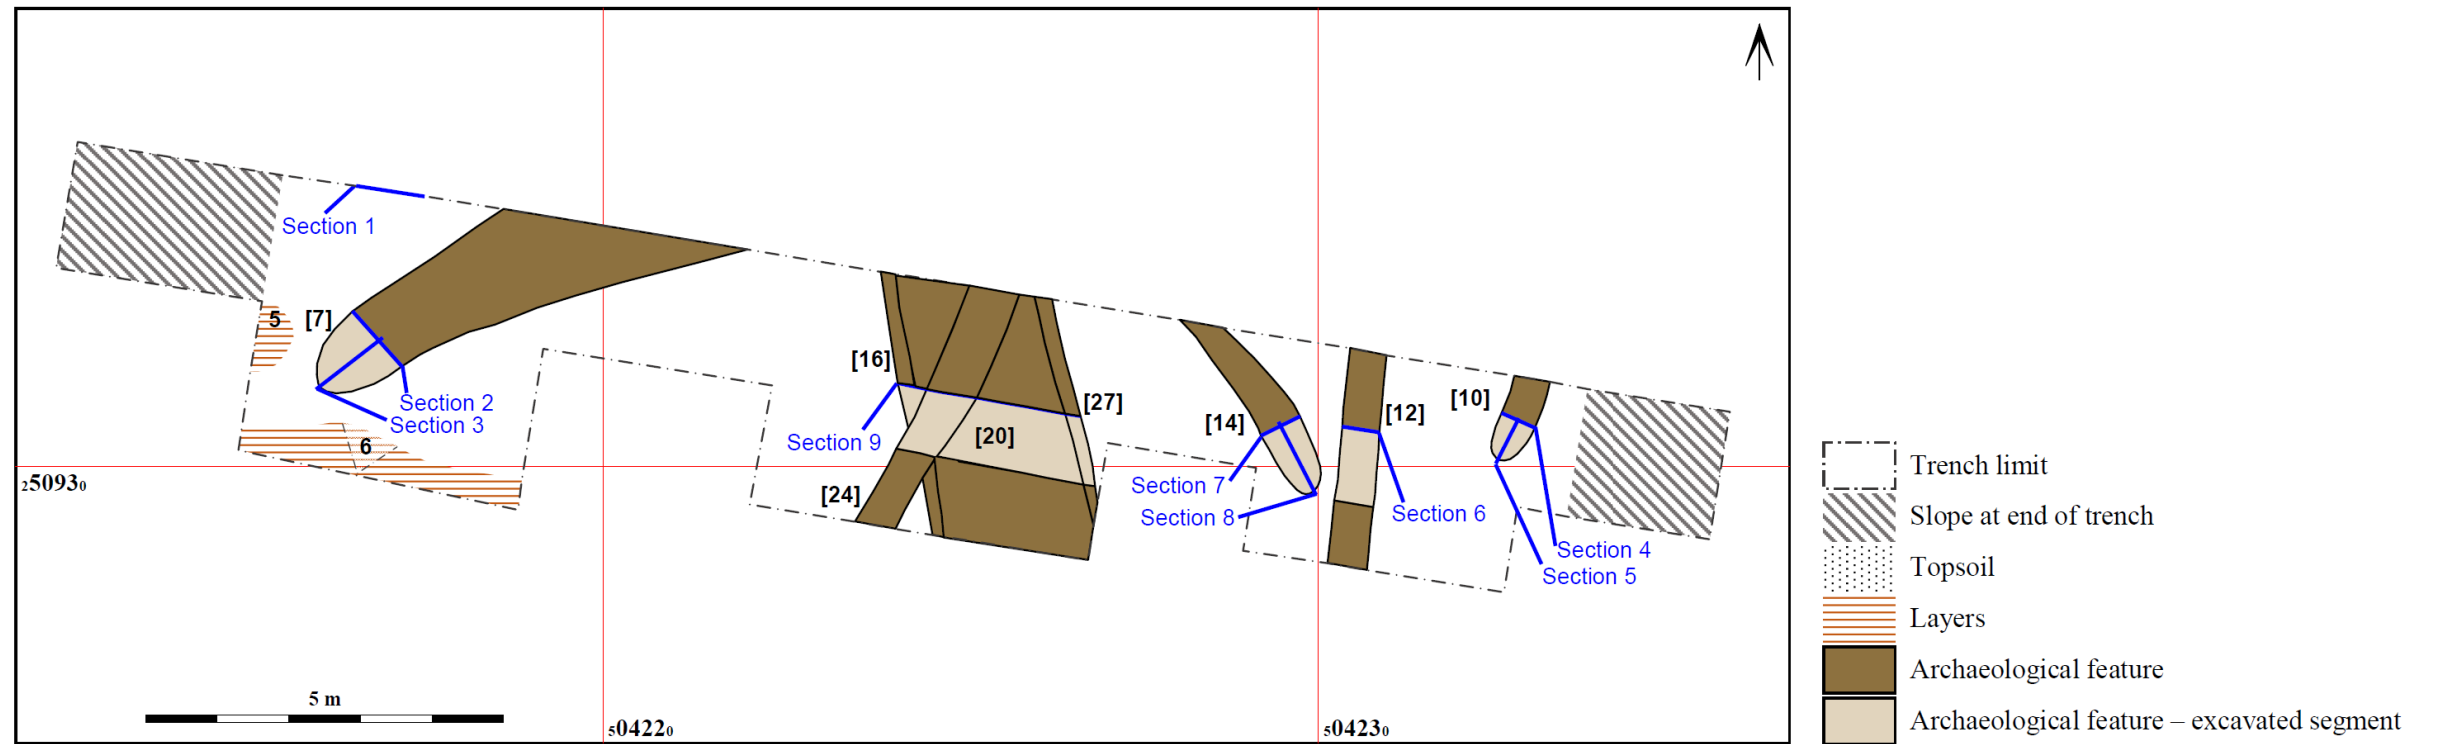 Section 1
5
[7]
Section 2
Section 3
6
[16]
Section 9
[20]
[27]
[24]
[14]
Section 7
Section 8
[12]
Section 6
[10]
Section 4
Section 5
250930
504220
504230
5 m
Trench limit
Slope at end of trench
Topsoil
Layers
Archaeological feature
Archaeological feature – excavated segment